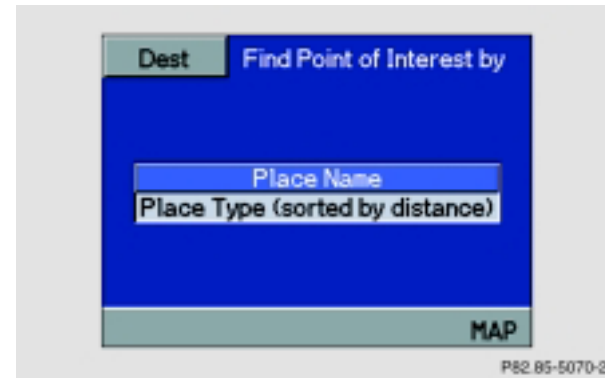 Dest Find Point of Interest by
Place Name
Place Type (sorted by distance)
MAP
P82.85-5070-2